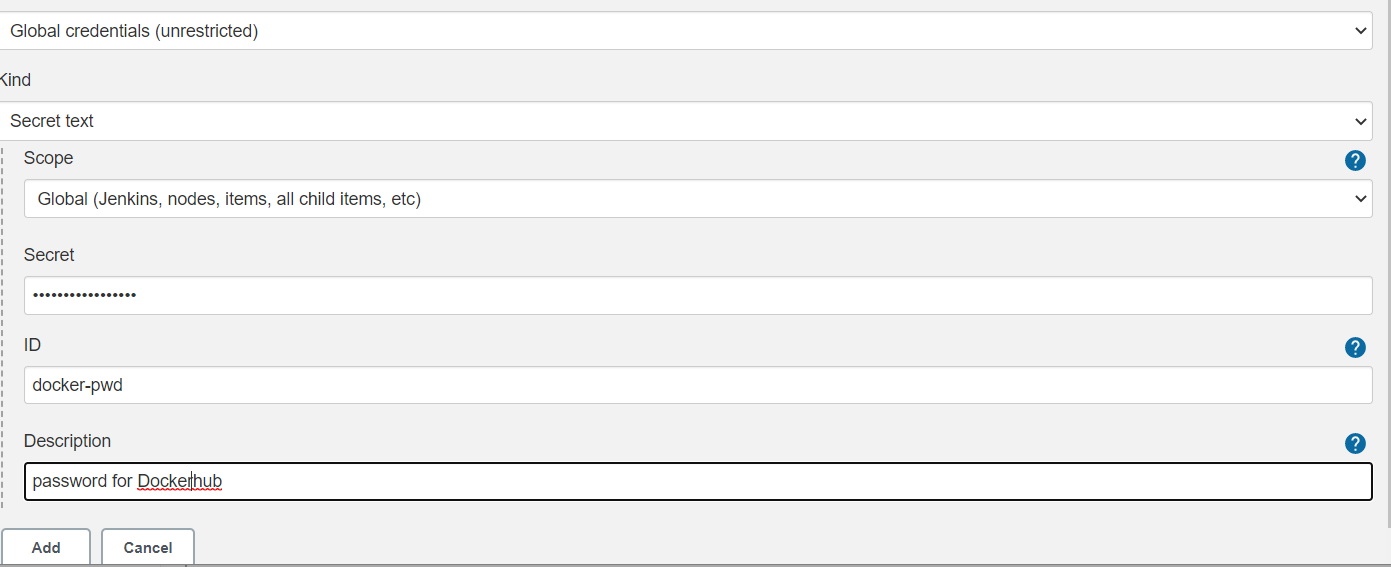 Global credentials (unrestricted)
Kind
Secret text
Scope
?
Global (Jenkins, nodes, items, all child items, etc)
Secret
•••••••••••••••••
ID
?
docker-pwd
Description
?
password for Dockerhub
Add Cancel